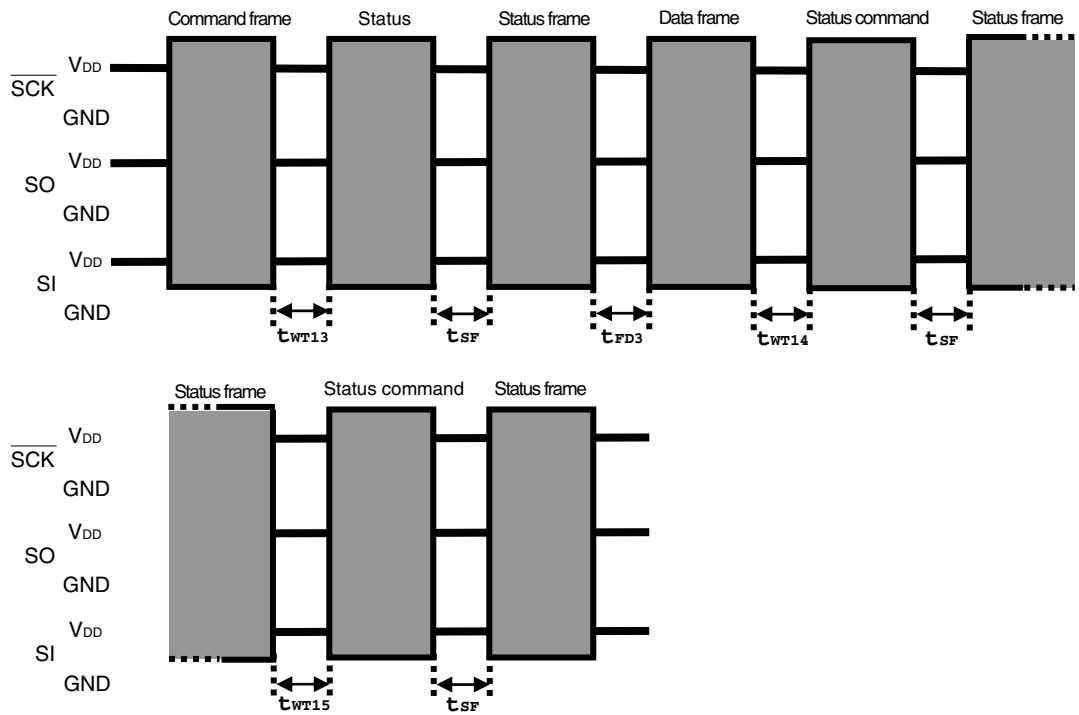 Command frame Status Status frame Data frame Status command Status frame
VDD
SCK
GND
VDD
SO
GND
VDD
SI
GND
tWT13 tSF tFD3 tWT14 tSF
Status frame Status command Status frame
VDD
SCK
GND
VDD
SO
GND
VDD
SI
GND
tWT15 tSF